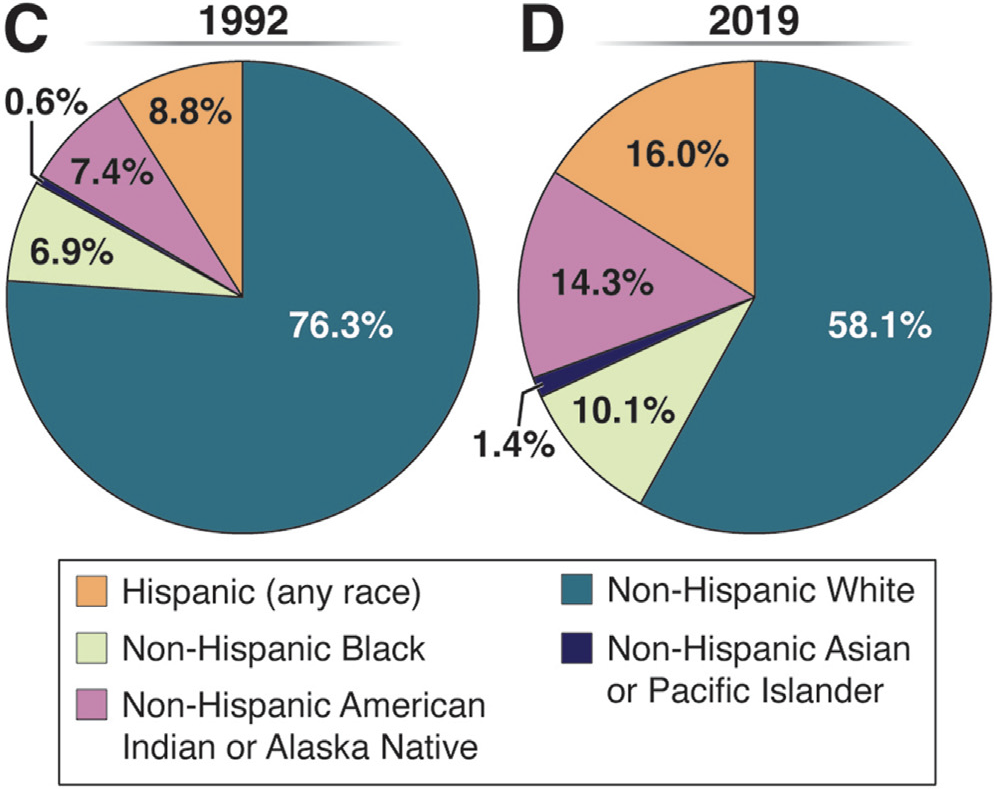 C
1992
D
2019
0.6%
8.8%
7.4%
6.9%
76.3%
16.0%
14.3%
58.1%
10.1%
1.4%
Hispanic (any race)
Non-Hispanic Black
Non-Hispanic American
Indian or Alaska Native
Non-Hispanic White
Non-Hispanic Asian
or Pacific Islander